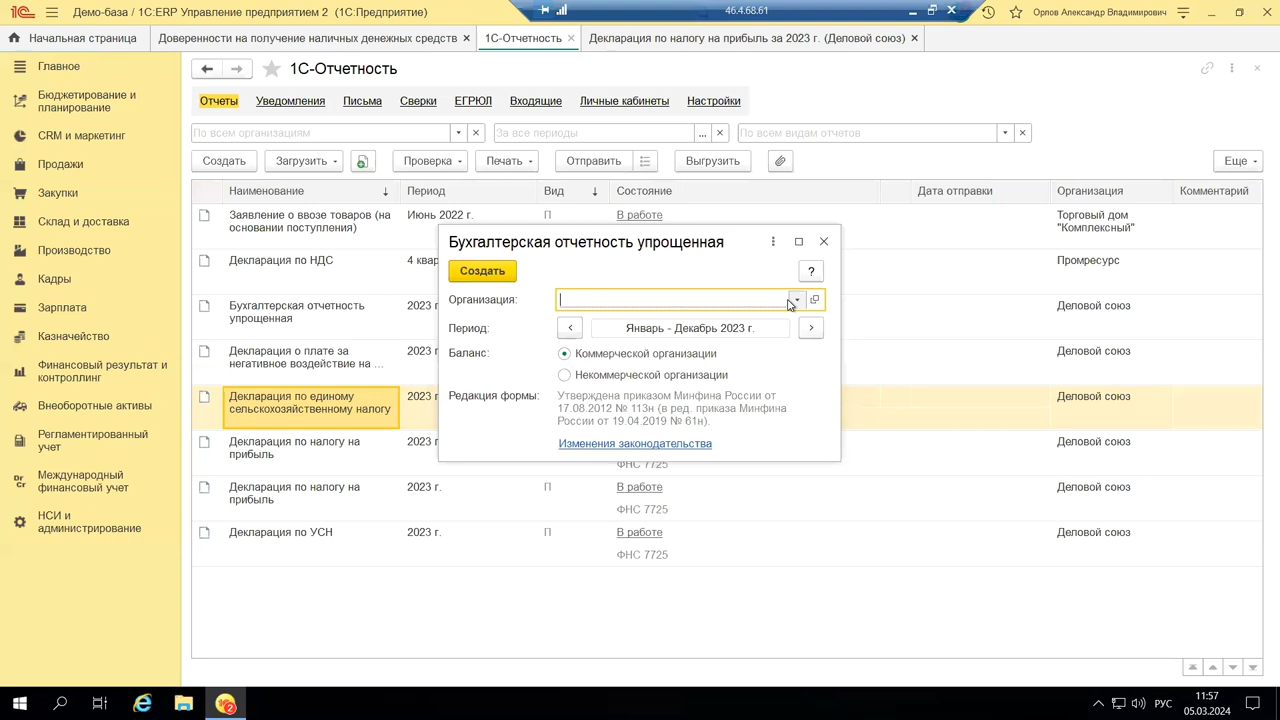 Демо-база / 1С:ERP Управление предприятием 2 (1С:Предприятие)
46.4.68.61
Орлов Александр Владимирович
Начальная страница
Доверенности на получение наличных денежных средств ×
1С-Отчетность ×
Декларация по налогу на прибыль за 2023 г. (Деловой союз) ×
Главное
Бюджетирование и
планирование
CRM и маркетинг
Продажи
Закупки
Склад и доставка
Производство
Кадры
Зарплата
Казначейство
Финансовый результат и
контроллинг
Внеоборотные активы
Регламентированный
учет
Международный
финансовый учет
НСИ и
администрирование
1С-Отчетность
Отчеты Уведомления Письма Сверки ЕГРЮЛ Входящие Личные кабинеты Настройки
По всем организациям
За все периоды
По всем видам отчетов
Создать Загрузить Проверка Печать Отправить Выгрузить Еще
Наименование Период Вид Состояние Дата отправки Организация Комментарий
Заявление о ввозе товаров (на
основании поступления)
Июнь 2022 г. П В работе
Торговый дом
"Комплексный"
Декларация по НДС 4 квар Промресурс
Бухгалтерская отчетность
упрощенная
2023 г Деловой союз
Декларация о плате за
негативное воздействие на ...
2023 г Деловой союз
Декларация по единому
сельскохозяйственному налогу
2023 г Деловой союз
Декларация по налогу на
прибыль
2023 г Деловой союз
ФНС 7725
Декларация по налогу на
прибыль
2023 г. П В работе Деловой союз
ФНС 7725
Декларация по УСН 2023 г. П В работе Деловой союз
ФНС 7725
Бухгалтерская отчетность упрощенная
Создать ?
Организация:
Период: Январь - Декабрь 2023 г.
Баланс: Коммерческой организации
Некоммерческой организации
Редакция формы: Утверждена приказом Минфина России от
17.08.2012 № 113н (в ред. приказа Минфина
России от 19.04.2019 № 61н).
Изменения законодательства
РУС
11:57
05.03.2024